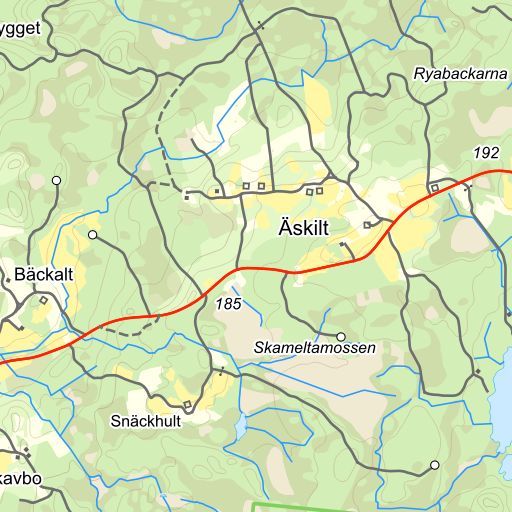 ygget
Ryabackarna
192
Äskilt
Bäckalt
185
Skameltamossen
Snäckhult
kavbo